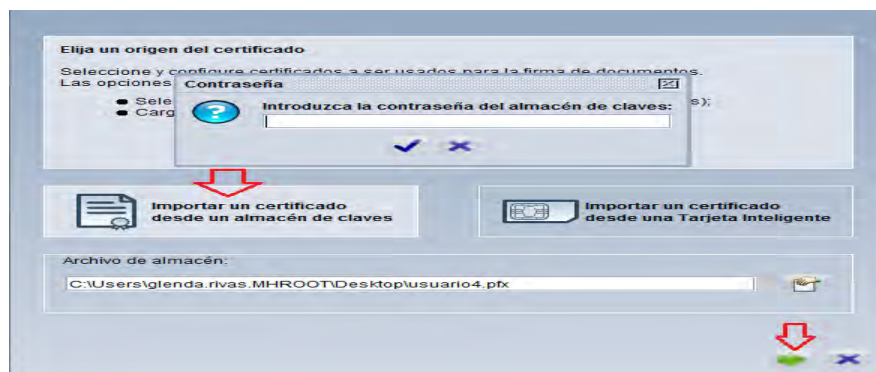 Elija un origen del certificado
Seleccione y configure certificados a ser usados para la firma de documentos.
Las opciones
Sele s);
Carg
Contraseña
Introduzca la contraseña del almacén de claves:
Importar un certificado
desde un almacén de claves
Importar un certificado
desde una Tarjeta Inteligente
Archivo de almacén:
C:\Users\glenda.rivas.MHROOT\Desktop\usuario4.pfx